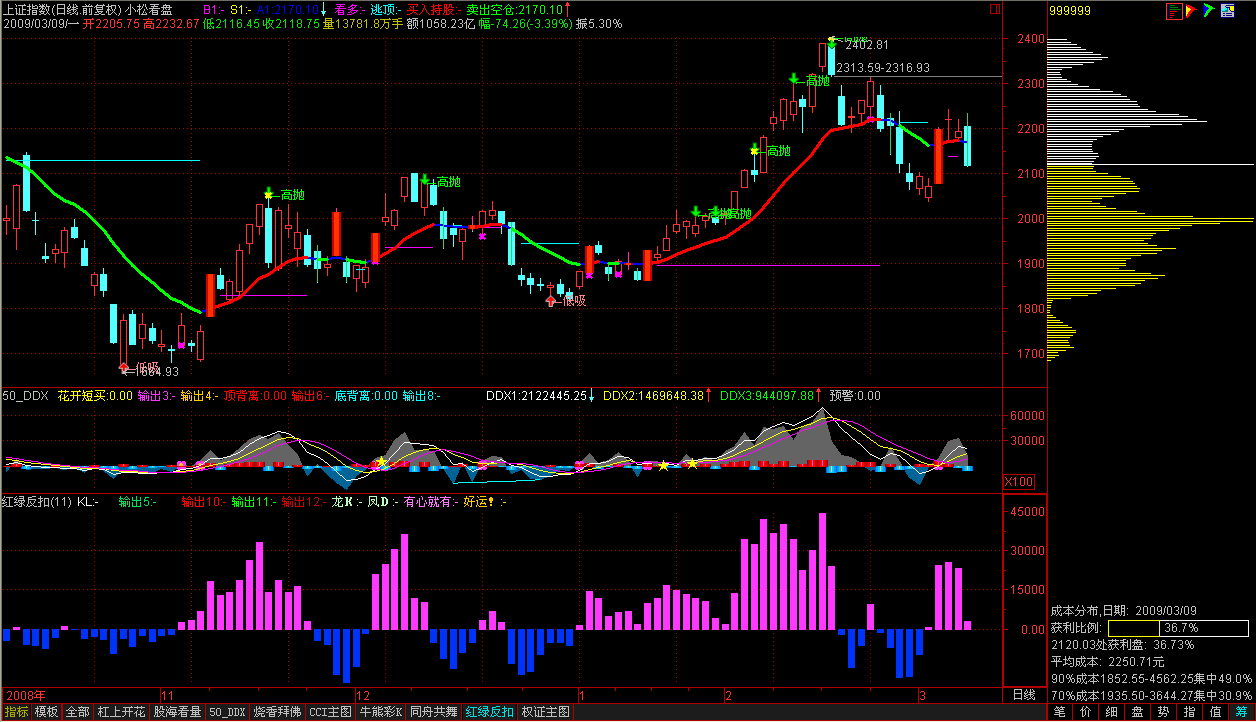 上证指数(日线.前复权) 小松看盘 B1:- S1:- A1:2170.10↓ 看多:- 逃顶:- 买入持股:- 卖出空仓:2170.10↑ 999999
2009/03/09/一 开2205.75 高2232.67 低2116.45 收2118.75 量13781.8万手 额1058.23亿 幅-74.26(-3.39%) 振5.30%
2400
2402.81
2313.59-2316.93
高抛
2300
2200
高抛
2100
高抛
高抛
2000
高抛
高抛
1900
低吸
1800
1700
低吸
1664.93
50_DDX 花开短买:0.00 输出3:- 输出4:- 顶背离:0.00 输出6:- 底背离:0.00 输出8:- DDX1:2122445.25↓ DDX2:1469648.38↑ DDX3:944097.88↑ 预警:0.00
60000
30000
X100
红绿反扣(11) KL:- 输出5:- 输出10:- 输出11:- 输出12:- 龙K:- 凤D:- 有心就有:- 好运!:-
45000
30000
15000
0.00
成本分布,日期: 2009/03/09
获利比例: 36.7%
2120.03处获利盘: 36.73%
平均成本: 2250.71元
90%成本1852.55-4562.25集中49.0%
70%成本1935.50-3644.27集中30.9%
2008年 11 12 1 2 3 日线
指标 模板 全部 杠上开花 股海看量 50_DDX 烧香拜佛 CCI主图 牛能彩K 同舟共舞 红绿反扣 权证主图 笔 价 细 盘 势 指 值 筹